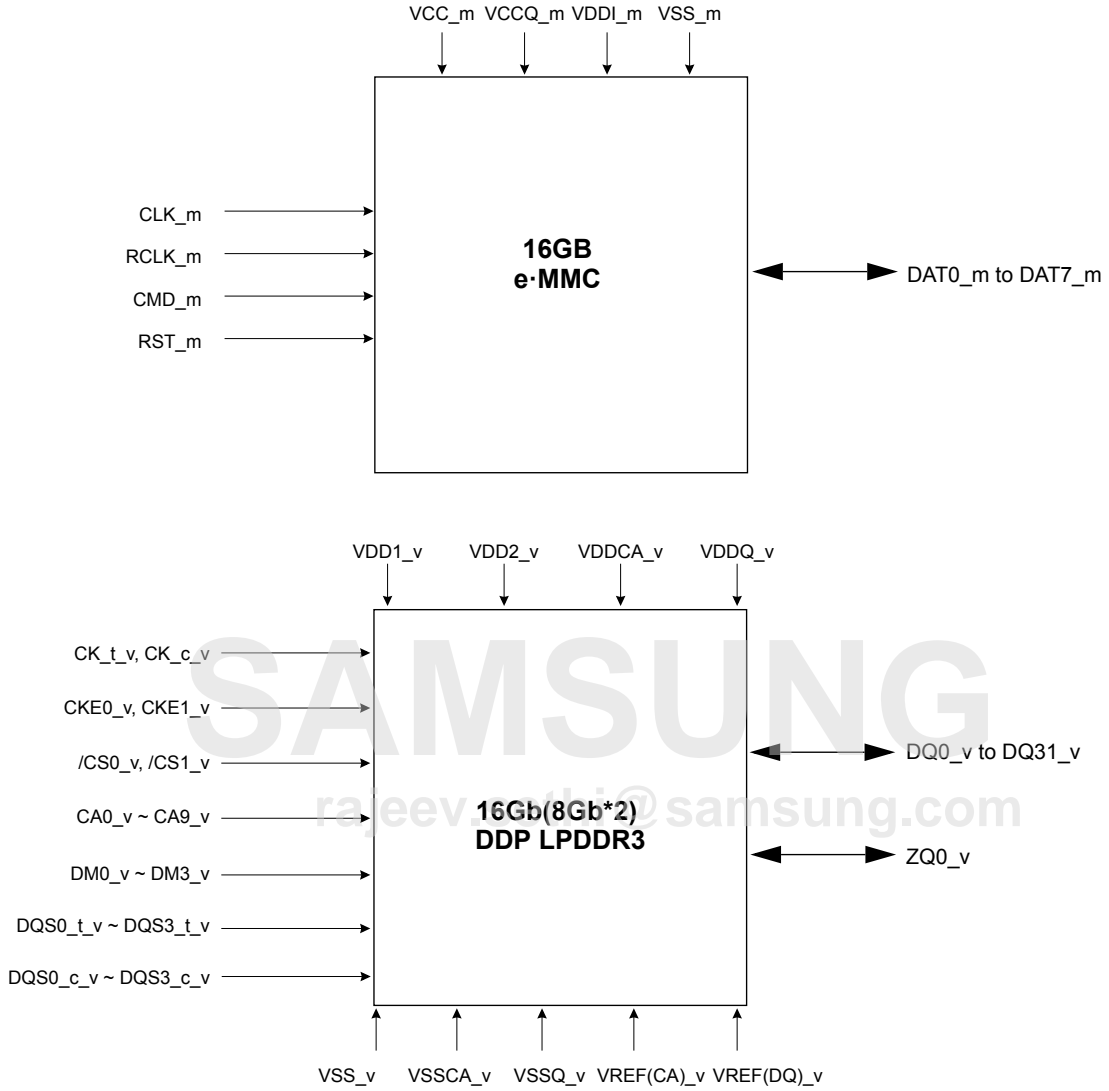 VCC_m VCCQ_m VDDI_m VSS_m
CLK_m
RCLK_m
CMD_m
RST_m
16GB
e·MMC
DAT0_m to DAT7_m
VDD1_v VDD2_v VDDCA_v VDDQ_v
CK_t_v, CK_c_v
CKE0_v, CKE1_v
/CS0_v, /CS1_v
CA0_v ~ CA9_v
DM0_v ~ DM3_v
DQS0_t_v ~ DQS3_t_v
DQS0_c_v ~ DQS3_c_v
SAMSUNG
16Gb(8Gb*2)
DDP LPDDR3
DQ0_v to DQ31_v
ZQ0_v
VSS_v VSSCA_v VSSQ_v VREF(CA)_v VREF(DQ)_v